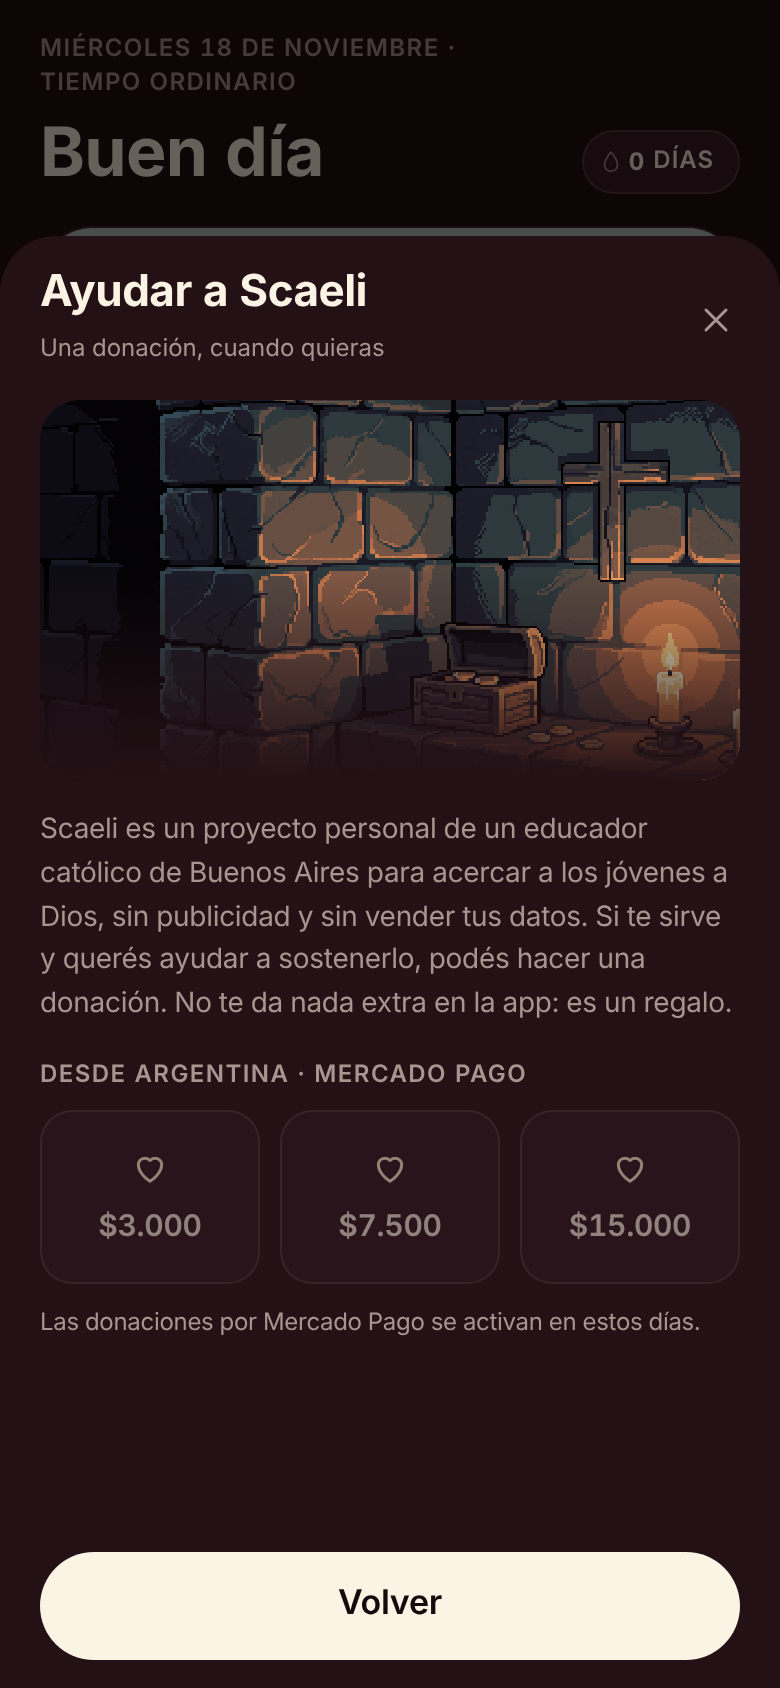 MIÉRCOLES 18 DE NOVIEMBRE ·
TIEMPO ORDINARIO
Buen día
0 DÍAS
Ayudar a Scaeli
Una donación, cuando quieras
Scaeli es un proyecto personal de un educador
católico de Buenos Aires para acercar a los jóvenes a
Dios, sin publicidad y sin vender tus datos. Si te sirve
y querés ayudar a sostenerlo, podés hacer una
donación. No te da nada extra en la app: es un regalo.
DESDE ARGENTINA · MERCADO PAGO
$3.000
$7.500
$15.000
Las donaciones por Mercado Pago se activan en estos días.
Volver